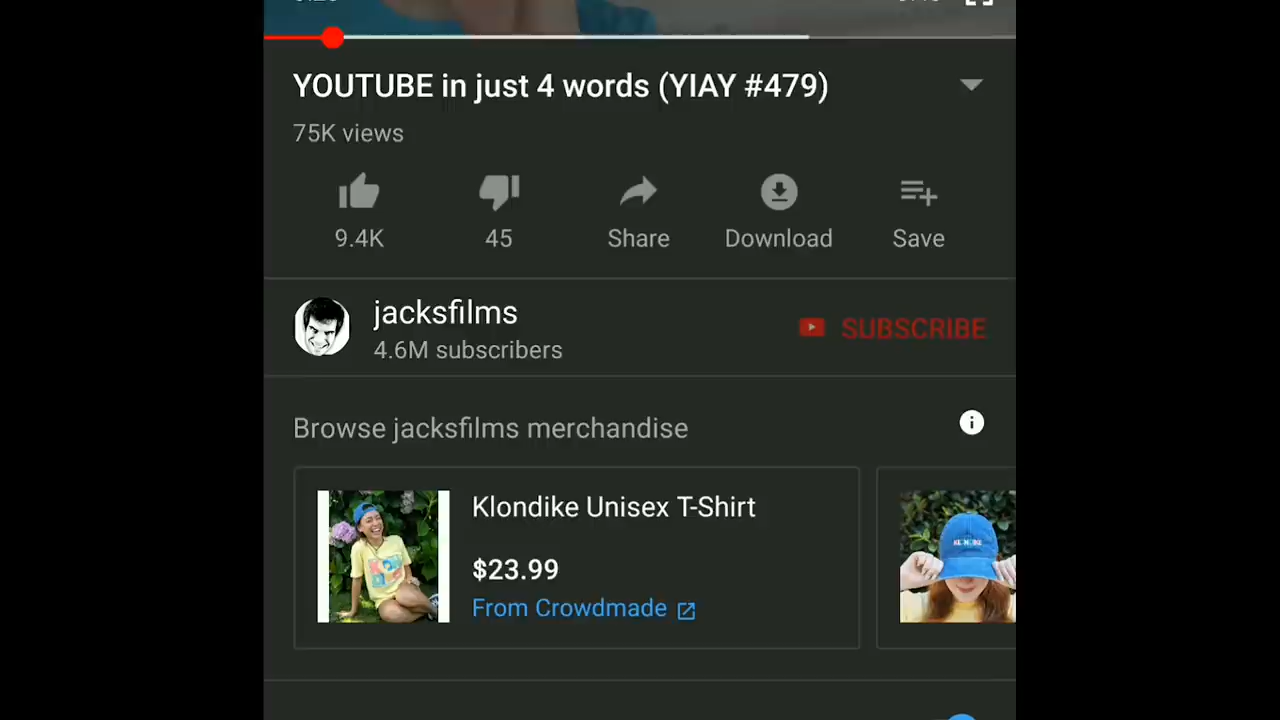 YOUTUBE in just 4 words (YIAY #479)
75K views
9.4K
45
Share
Download
Save
jacksfilms
4.6M subscribers
SUBSCRIBE
Browse jacksfilms merchandise
Klondike Unisex T-Shirt
$23.99
From Crowdmade